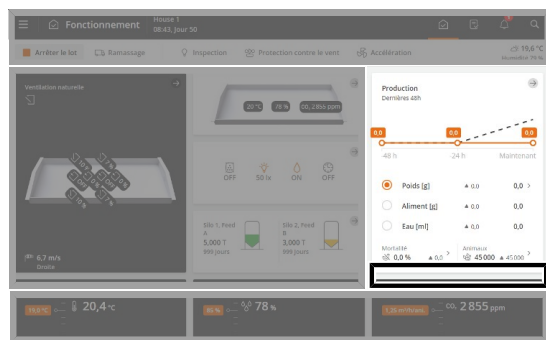 Fonctionnement
House 1
08:43, Jour 50
Arrêter le lot
Ramassage
Inspection
Protection contre le vent
Accélération
19,6 °C
Ventilation naturelle
6,7 m/s
Droite
20 °C
78 %
CO₂ 2 855 ppm
OFF
50 lx
ON
OFF
Silo 1, Feed A
5,000 T
999 Jours
Silo 2, Feed B
3,000 T
999 Jours
Production
Dernières 48h
0,0
0,0
0,0
-48 h
-24 h
Maintenant
Poids [g]
▲ 0,0
0,0 >
Aliment [g]
▲ 0,0
0,0
Eau [ml]
▲ 0,0
0,0
Mortalité
0,0 %
▲ 0,0 >
Animaux
45 000
▲ 45 000 >
20,4 °C
78 %
CO₂ 2 855 ppm